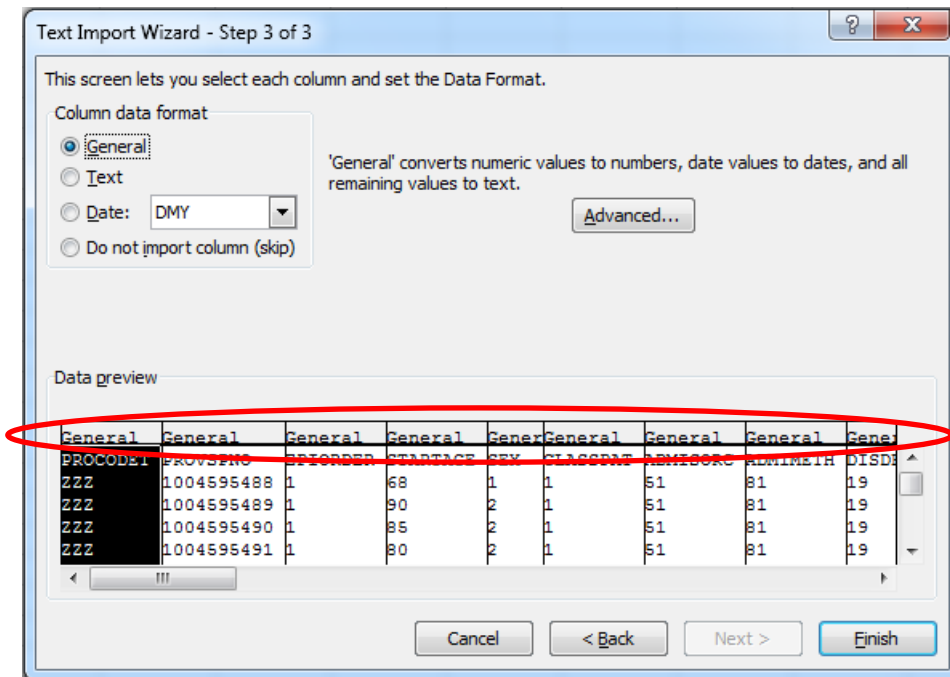 Text Import Wizard - Step 3 of 3
This screen lets you select each column and set the Data Format.
Column data format
General
Text
Date: DMY
Do not import column (skip)
'General' converts numeric values to numbers, date values to dates, and all
remaining values to text.
Advanced...
Data preview
General General General General Gener General General General Gener
PROCODET PROVSPNO EPIORDER STARTAGE SEX CLASSPAT ADMISORC ADMIMETH DISD
ZZZ 1004595488 1 68 1 1 51 81 19
ZZZ 1004595489 1 90 2 1 51 81 19
ZZZ 1004595490 1 85 2 1 51 81 19
ZZZ 1004595491 1 80 2 1 51 81 19
Cancel < Back Next > Finish